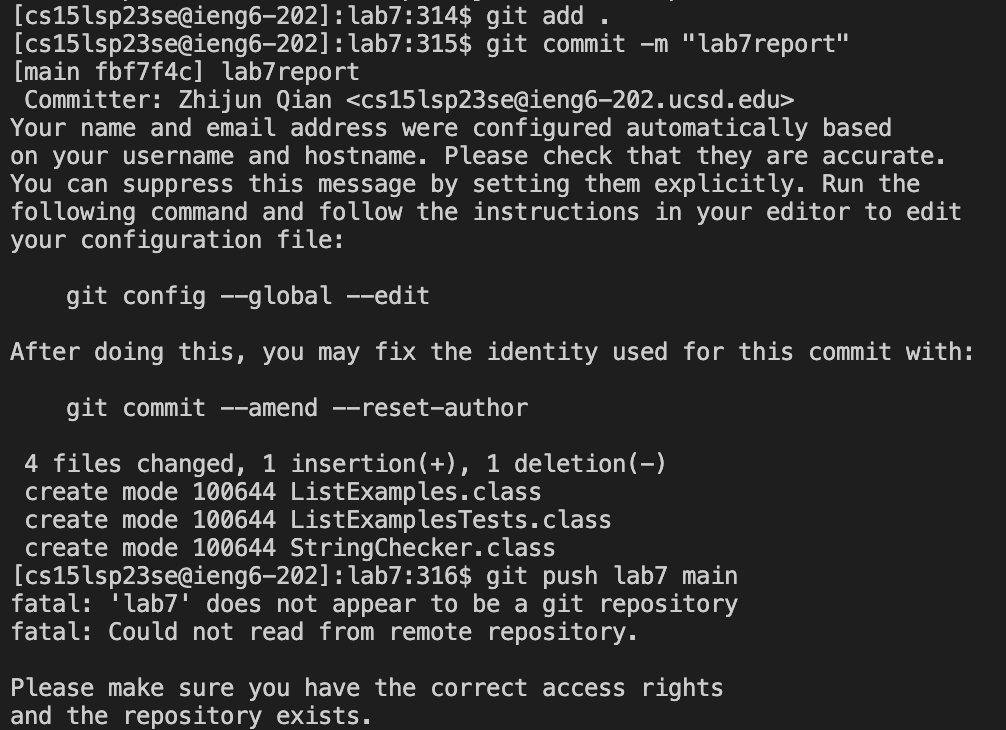 [cs15lsp23se@ieng6-202]:lab7:314$ git add .
[cs15lsp23se@ieng6-202]:lab7:315$ git commit -m "lab7report"
[main fbf7f4c] lab7report
 Committer: Zhijun Qian <cs15lsp23se@ieng6-202.ucsd.edu>
Your name and email address were configured automatically based
on your username and hostname. Please check that they are accurate.
You can suppress this message by setting them explicitly. Run the
following command and follow the instructions in your editor to edit
your configuration file:

    git config --global --edit

After doing this, you may fix the identity used for this commit with:

    git commit --amend --reset-author

 4 files changed, 1 insertion(+), 1 deletion(-)
 create mode 100644 ListExamples.class
 create mode 100644 ListExamplesTests.class
 create mode 100644 StringChecker.class
[cs15lsp23se@ieng6-202]:lab7:316$ git push lab7 main
fatal: 'lab7' does not appear to be a git repository
fatal: Could not read from remote repository.

Please make sure you have the correct access rights
and the repository exists.